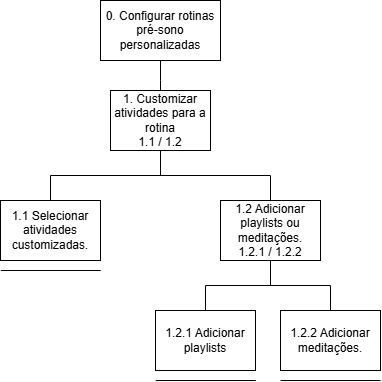 0. Configurar rotinas
pré-sono
personalizadas
1. Customizar
atividades para a
rotina
1.1 / 1.2
1.1 Selecionar
atividades
customizadas.
1.2 Adicionar
playlists ou
meditações.
1.2.1 / 1.2.2
1.2.1 Adicionar
playlists
1.2.2 Adicionar
meditações.